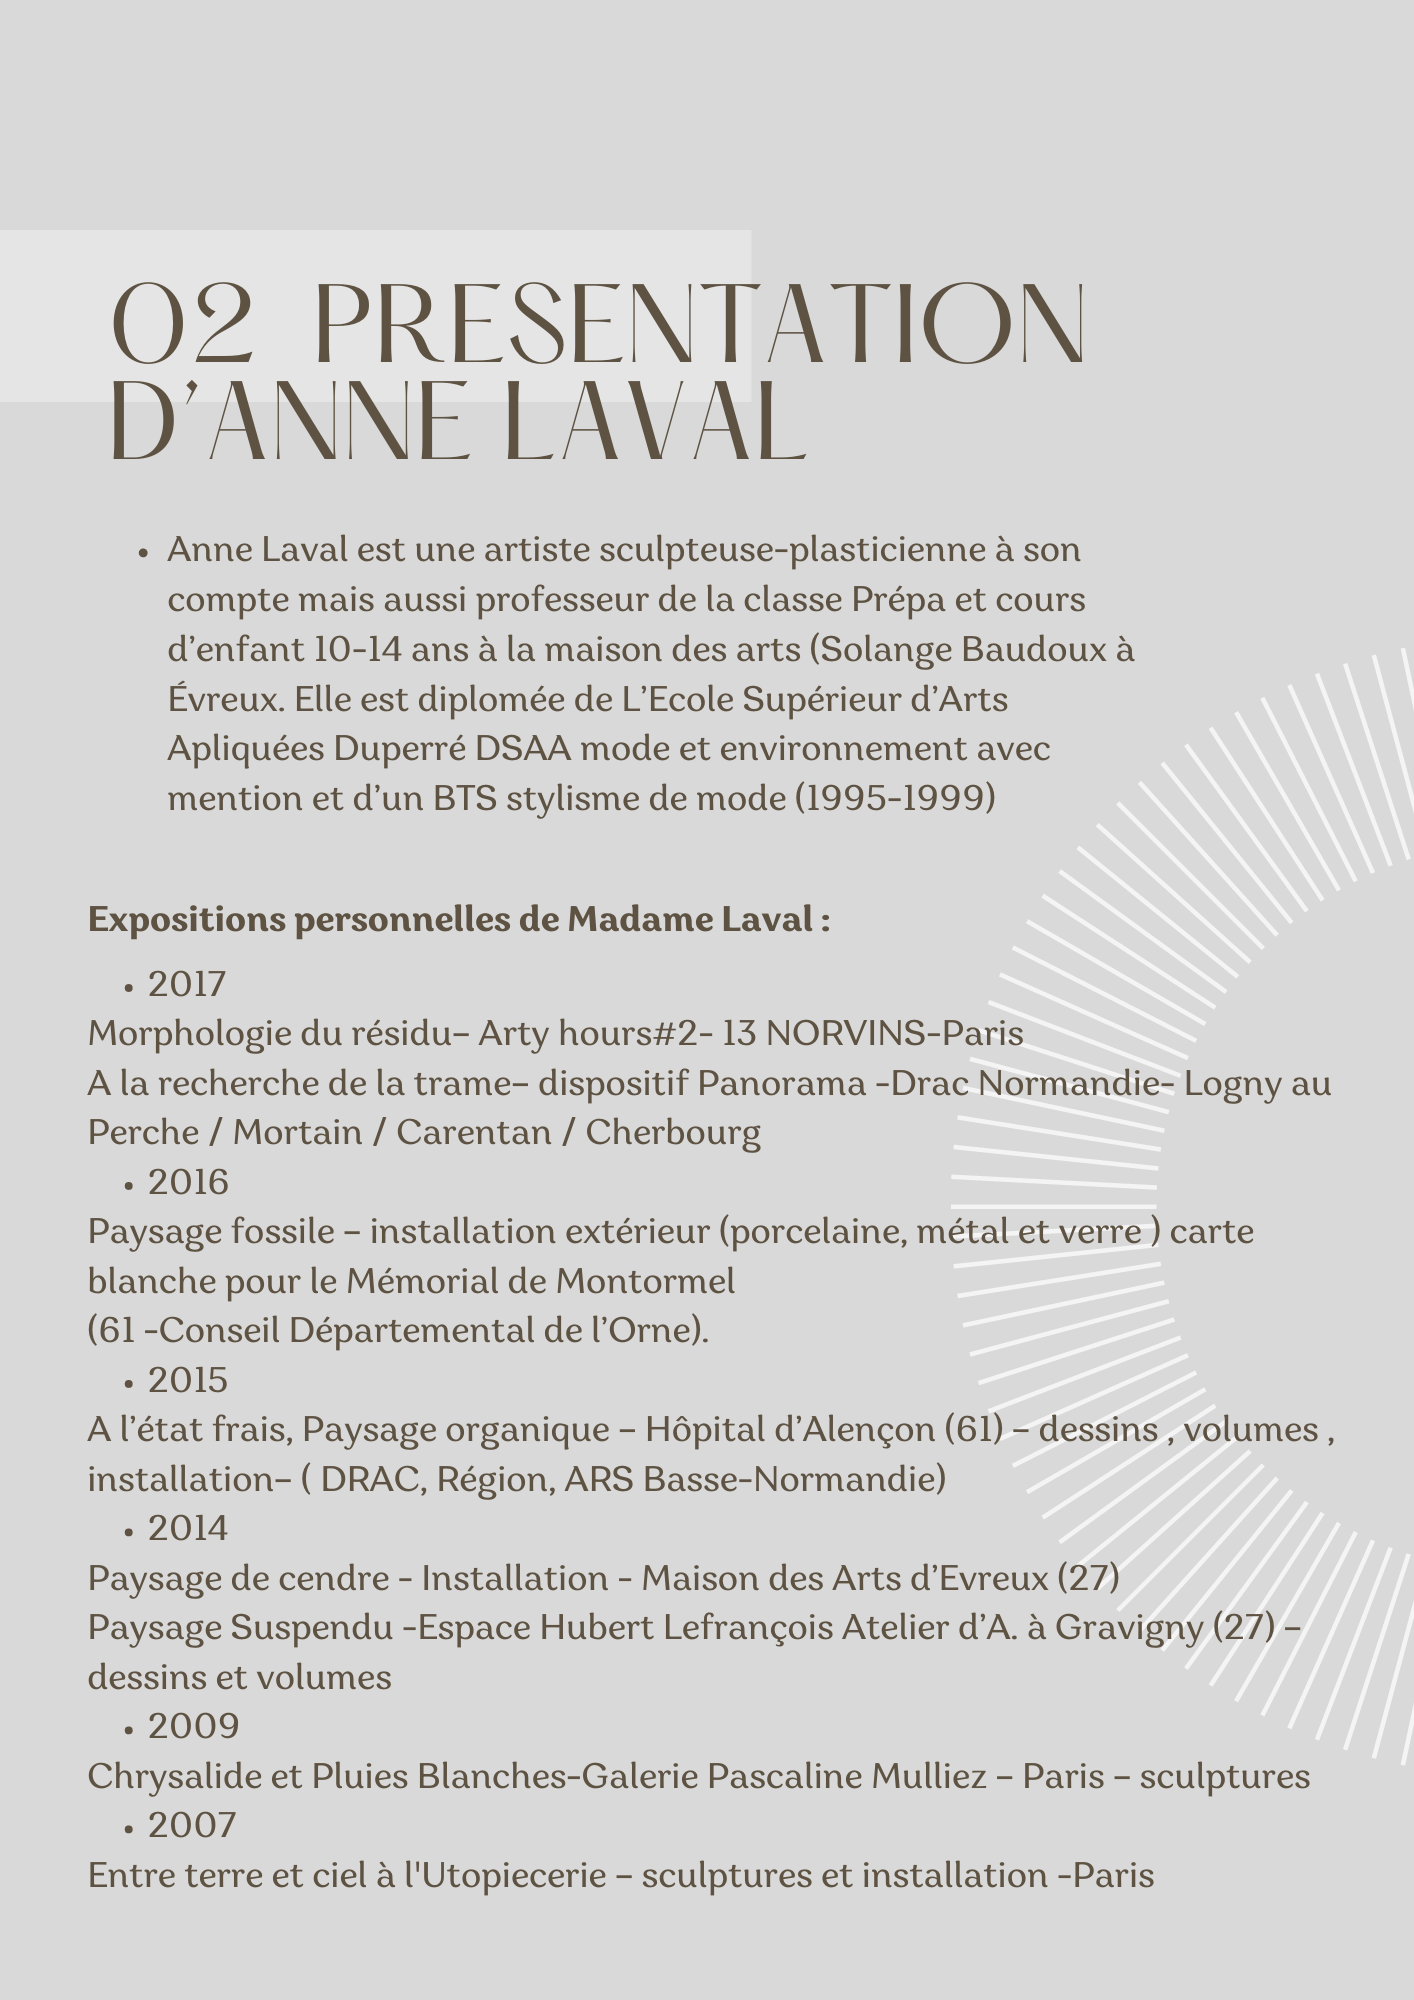 02 PRESENTATION
D’ANNE LAVAL
• Anne Laval est une artiste sculpteuse-plasticienne à son
compte mais aussi professeur de la classe Prépa et cours
d’enfant 10-14 ans à la maison des arts (Solange Baudoux à
Évreux. Elle est diplomée de L’Ecole Supérieur d’Arts
Apliquées Duperré DSAA mode et environnement avec
mention et d’un BTS stylisme de mode (1995-1999)
Expositions personnelles de Madame Laval :
• 2017
Morphologie du résidu– Arty hours#2- 13 NORVINS-Paris
A la recherche de la trame– dispositif Panorama -Drac Normandie- Logny au
Perche / Mortain / Carentan / Cherbourg
• 2016
Paysage fossile – installation extérieur (porcelaine, métal et verre ) carte
blanche pour le Mémorial de Montormel
(61 -Conseil Départemental de l’Orne).
• 2015
A l’état frais, Paysage organique – Hôpital d’Alençon (61) – dessins , volumes ,
installation– ( DRAC, Région, ARS Basse-Normandie)
• 2014
Paysage de cendre - Installation - Maison des Arts d’Evreux (27)
Paysage Suspendu -Espace Hubert Lefrançois Atelier d’A. à Gravigny (27) –
dessins et volumes
• 2009
Chrysalide et Pluies Blanches-Galerie Pascaline Mulliez – Paris – sculptures
• 2007
Entre terre et ciel à l'Utopiecerie – sculptures et installation -Paris